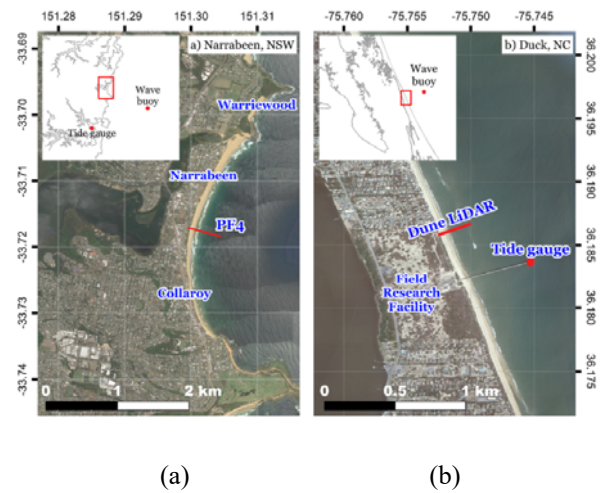 151.28 151.29 151.30 151.31
-33.69
-33.70
-33.71
-33.72
-33.73
-33.74
a) Narrabeen, NSW
Wave
buoy
Tide gauge
Warriewood
Narrabeen
PF4
Collaroy
0 1 2 km
-75.760 -75.755 -75.750 -75.745
b) Duck, NC
Wave
buoy
36.200
36.195
36.190
36.185
36.180
36.175
Dune LiDAR
Tide gauge
Field
Research
Facility
0 0.5 1 km
(a) (b)